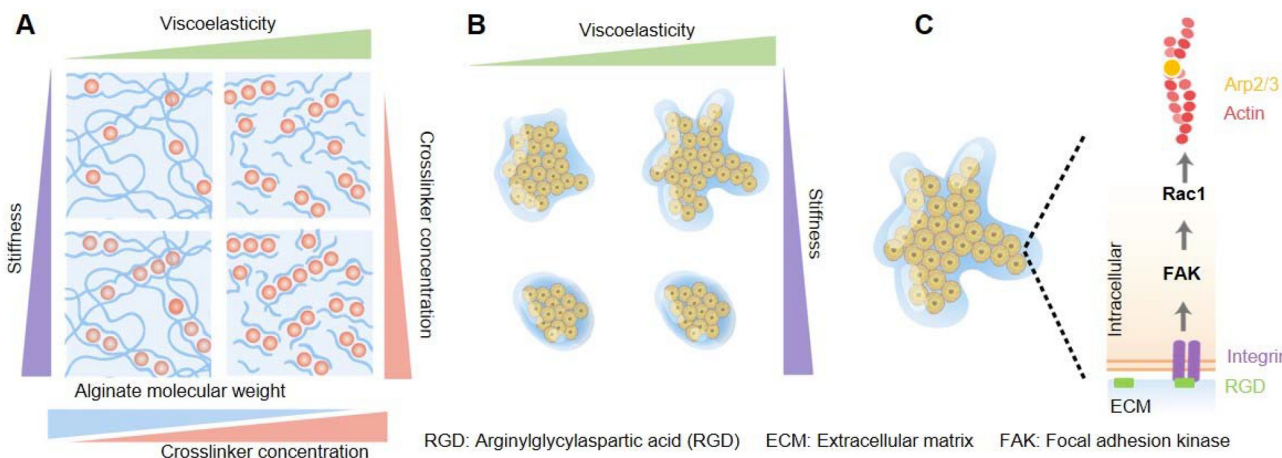 A
Viscoelasticity
Stiffness
Crosslinker concentration
Alginate molecular weight
Crosslinker concentration
B
Viscoelasticity
Stiffness
C
Arp2/3
Actin
Rac1
FAK
Intracellular
Integrin
RGD
ECM
RGD: Arginylglycylaspartic acid (RGD) ECM: Extracellular matrix FAK: Focal adhesion kinase